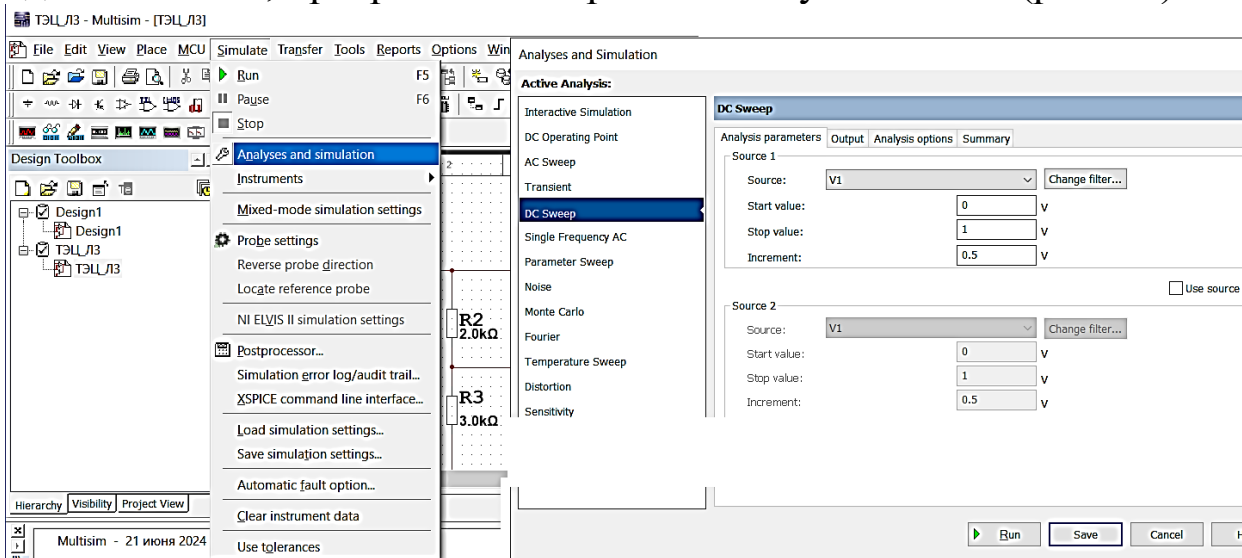 ТЭЦ_Л3 - Multisim - [ТЭЦ_Л3]
File Edit View Place MCU Simulate Transfer Tools Reports Options Win
Run F5
Pause F6
Stop
Analyses and simulation
Instruments
Mixed-mode simulation settings
Probe settings
Reverse probe direction
Locate reference probe
NI ELVIS II simulation settings
Postprocessor...
Simulation error log/audit trail...
XSPICE command line interface...
Load simulation settings...
Save simulation settings...
Automatic fault option...
Clear instrument data
Use tolerances
Design Toolbox
Design1
Design1
ТЭЦ_Л3
ТЭЦ_Л3
Hierarchy Visibility Project View
Multisim - 21 июня 2024
2
R2
2.0kΩ
R3
3.0kΩ
Analyses and Simulation
Active Analysis:
Interactive Simulation
DC Operating Point
AC Sweep
Transient
DC Sweep
Single Frequency AC
Parameter Sweep
Noise
Monte Carlo
Fourier
Temperature Sweep
Distortion
Sensitivity
DC Sweep
Analysis parameters Output Analysis options Summary
Source 1
Source: V1 Change filter...
Start value: 0 V
Stop value: 1 V
Increment: 0.5 V
Use source
Source 2
Source: V1 Change filter...
Start value: 0 V
Stop value: 1 V
Increment: 0.5 V
Run Save Cancel H